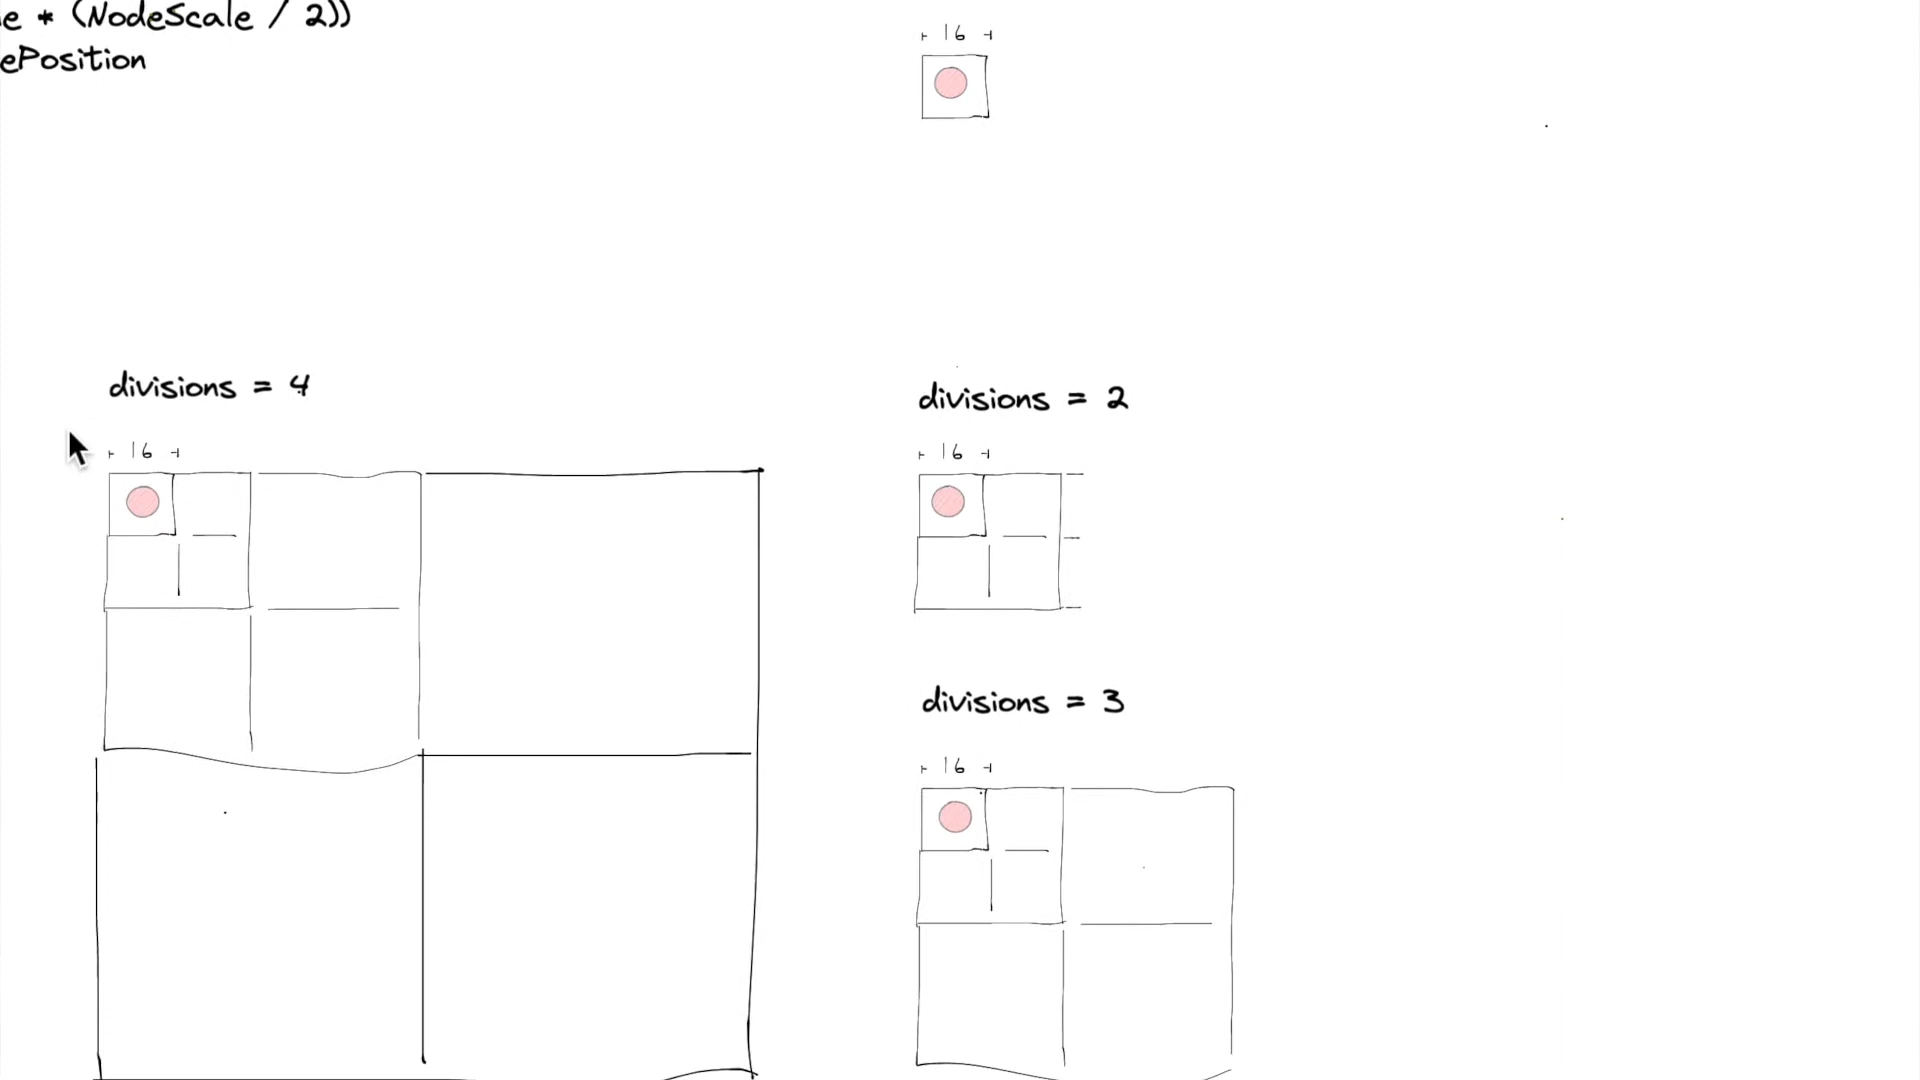 e * (NodeScale / 2))
ePosition
16
divisions = 4
16
divisions = 2
16
divisions = 3
16